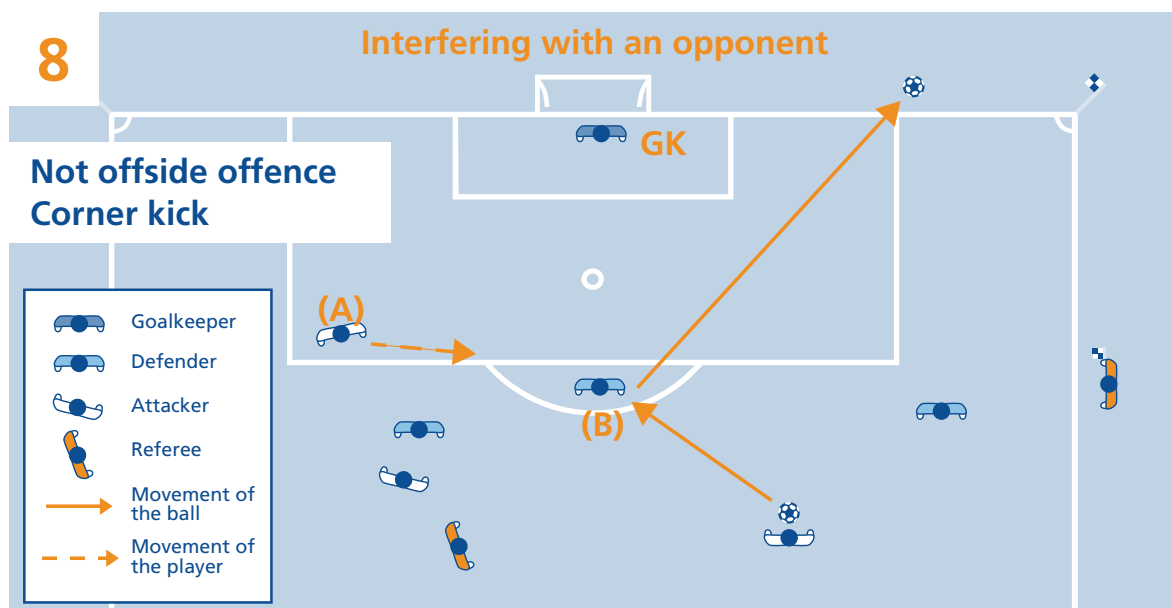 8
Interfering with an opponent
GK
Not offside offence
Corner kick
(A)
(B)
Goalkeeper
Defender
Attacker
Referee
Movement of
the ball
Movement of
the player